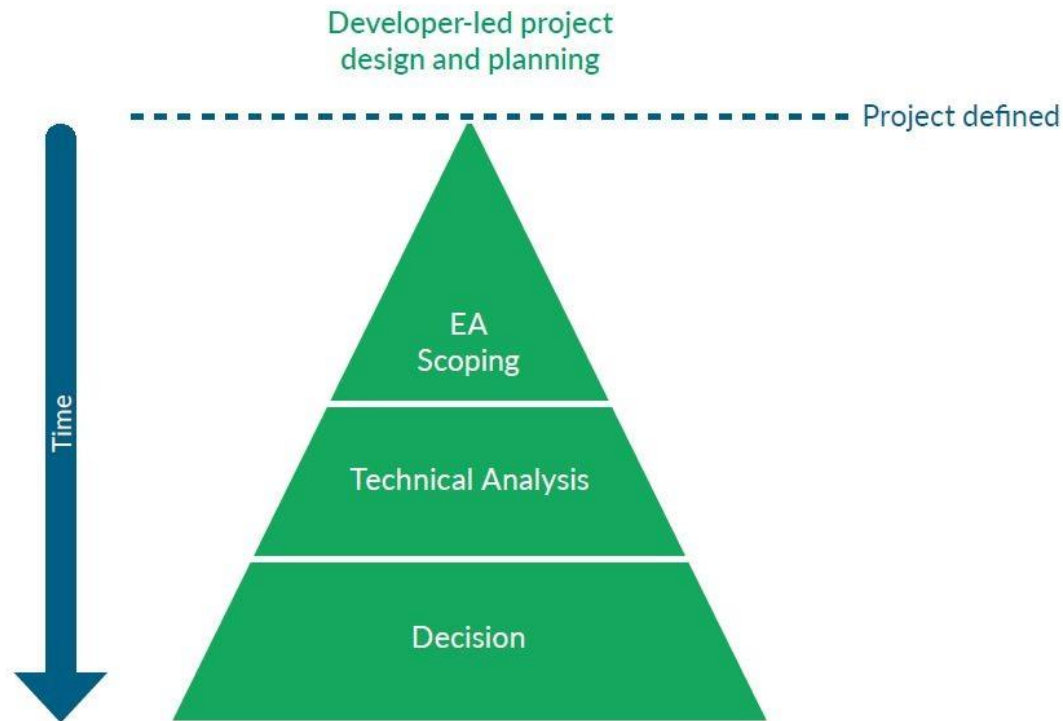 Developer-led project
design and planning
Project defined
Time
EA
Scoping
Technical Analysis
Decision